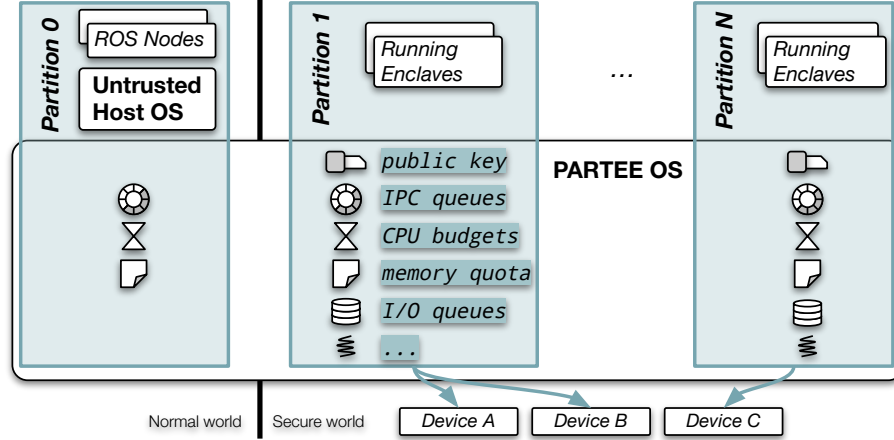 Partition 0
ROS Nodes
Untrusted
Host OS
Partition 1
Running
Enclaves
...
Partition N
Running
Enclaves
public key
IPC queues
CPU budgets
memory quota
I/O queues
...
PARTEE OS
Normal world
Secure world
Device A
Device B
Device C